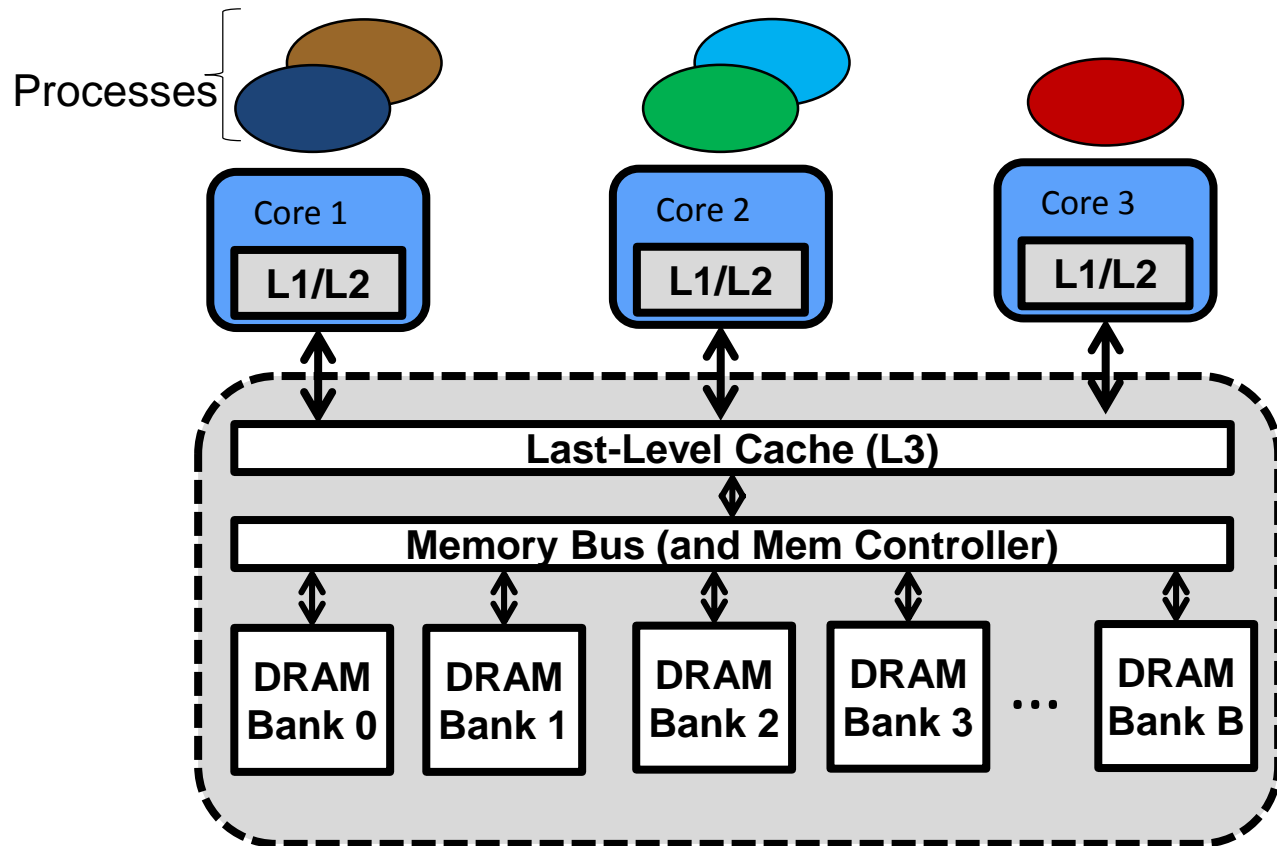 Processes
Core 1
Core 2
Core 3
L1/L2
L1/L2
L1/L2
Last-Level Cache (L3)
Memory Bus (and Mem Controller)
DRAM
Bank 0
DRAM
Bank 1
DRAM
Bank 2
DRAM
Bank 3
...
DRAM
Bank B